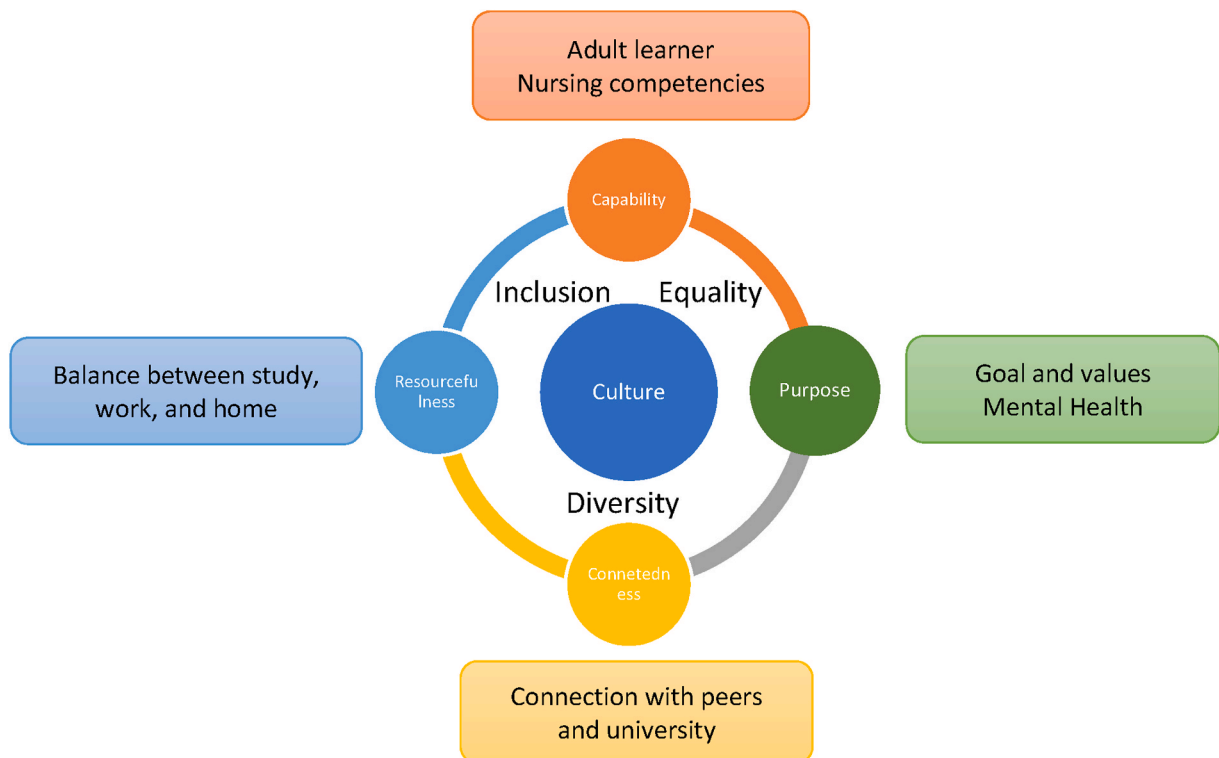 Adult learner
Nursing competencies
Capability
Inclusion
Equality
Balance between study,
work, and home
Resourcefu
lness
Culture
Purpose
Goal and values
Mental Health
Diversity
Connetedn
ess
Connection with peers
and university